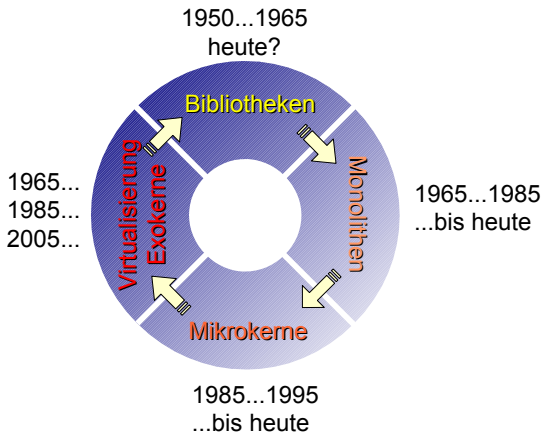 1950...1965
heute?
Bibliotheken
Monolithen
1965...1985
...bis heute
Mikrokerne
1985...1995
...bis heute
Virtualisierung
Exokerne
1965...
1985...
2005...